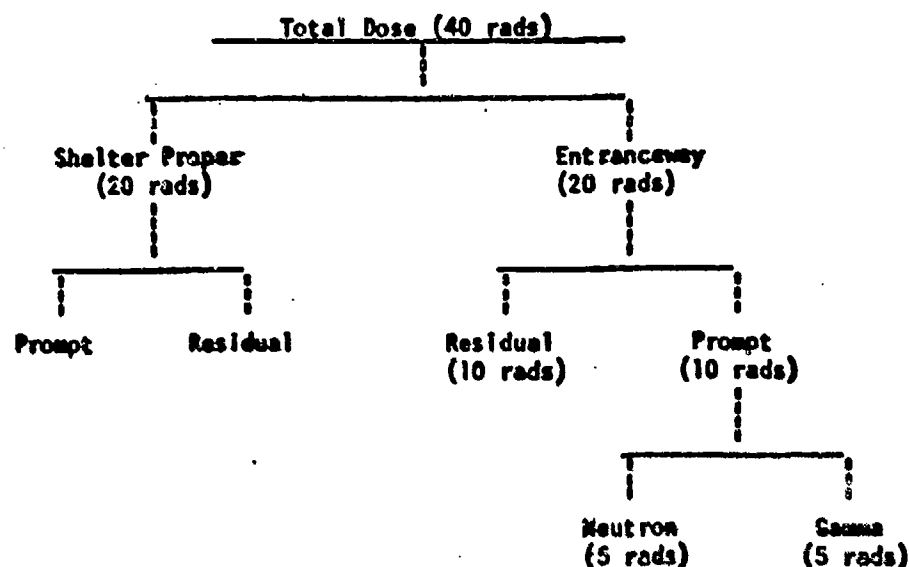 Total Dose (40 rads)
Shelter Proper
(20 rads)
Entranceway
(20 rads)
Prompt
Residual
Residual
(10 rads)
Prompt
(10 rads)
Neutron
(5 rads)
Gamma
(5 rads)